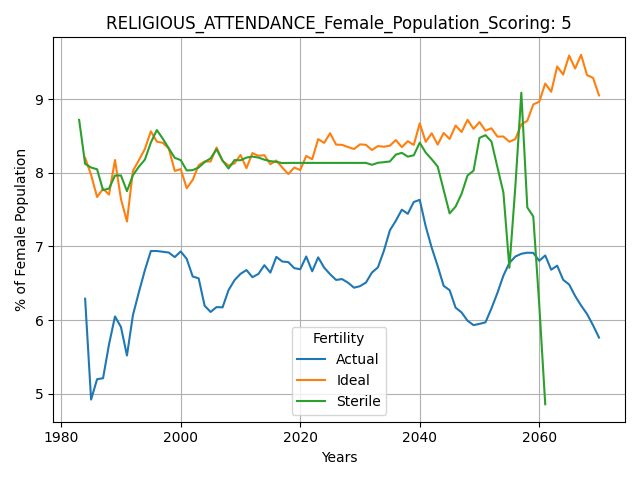 RELIGIOUS_ATTENDANCE_Female_Population_Scoring: 5
% of Female Population
9
8
7
6
5
Fertility
Actual
Ideal
Sterile
1980
2000
2020
2040
2060
Years